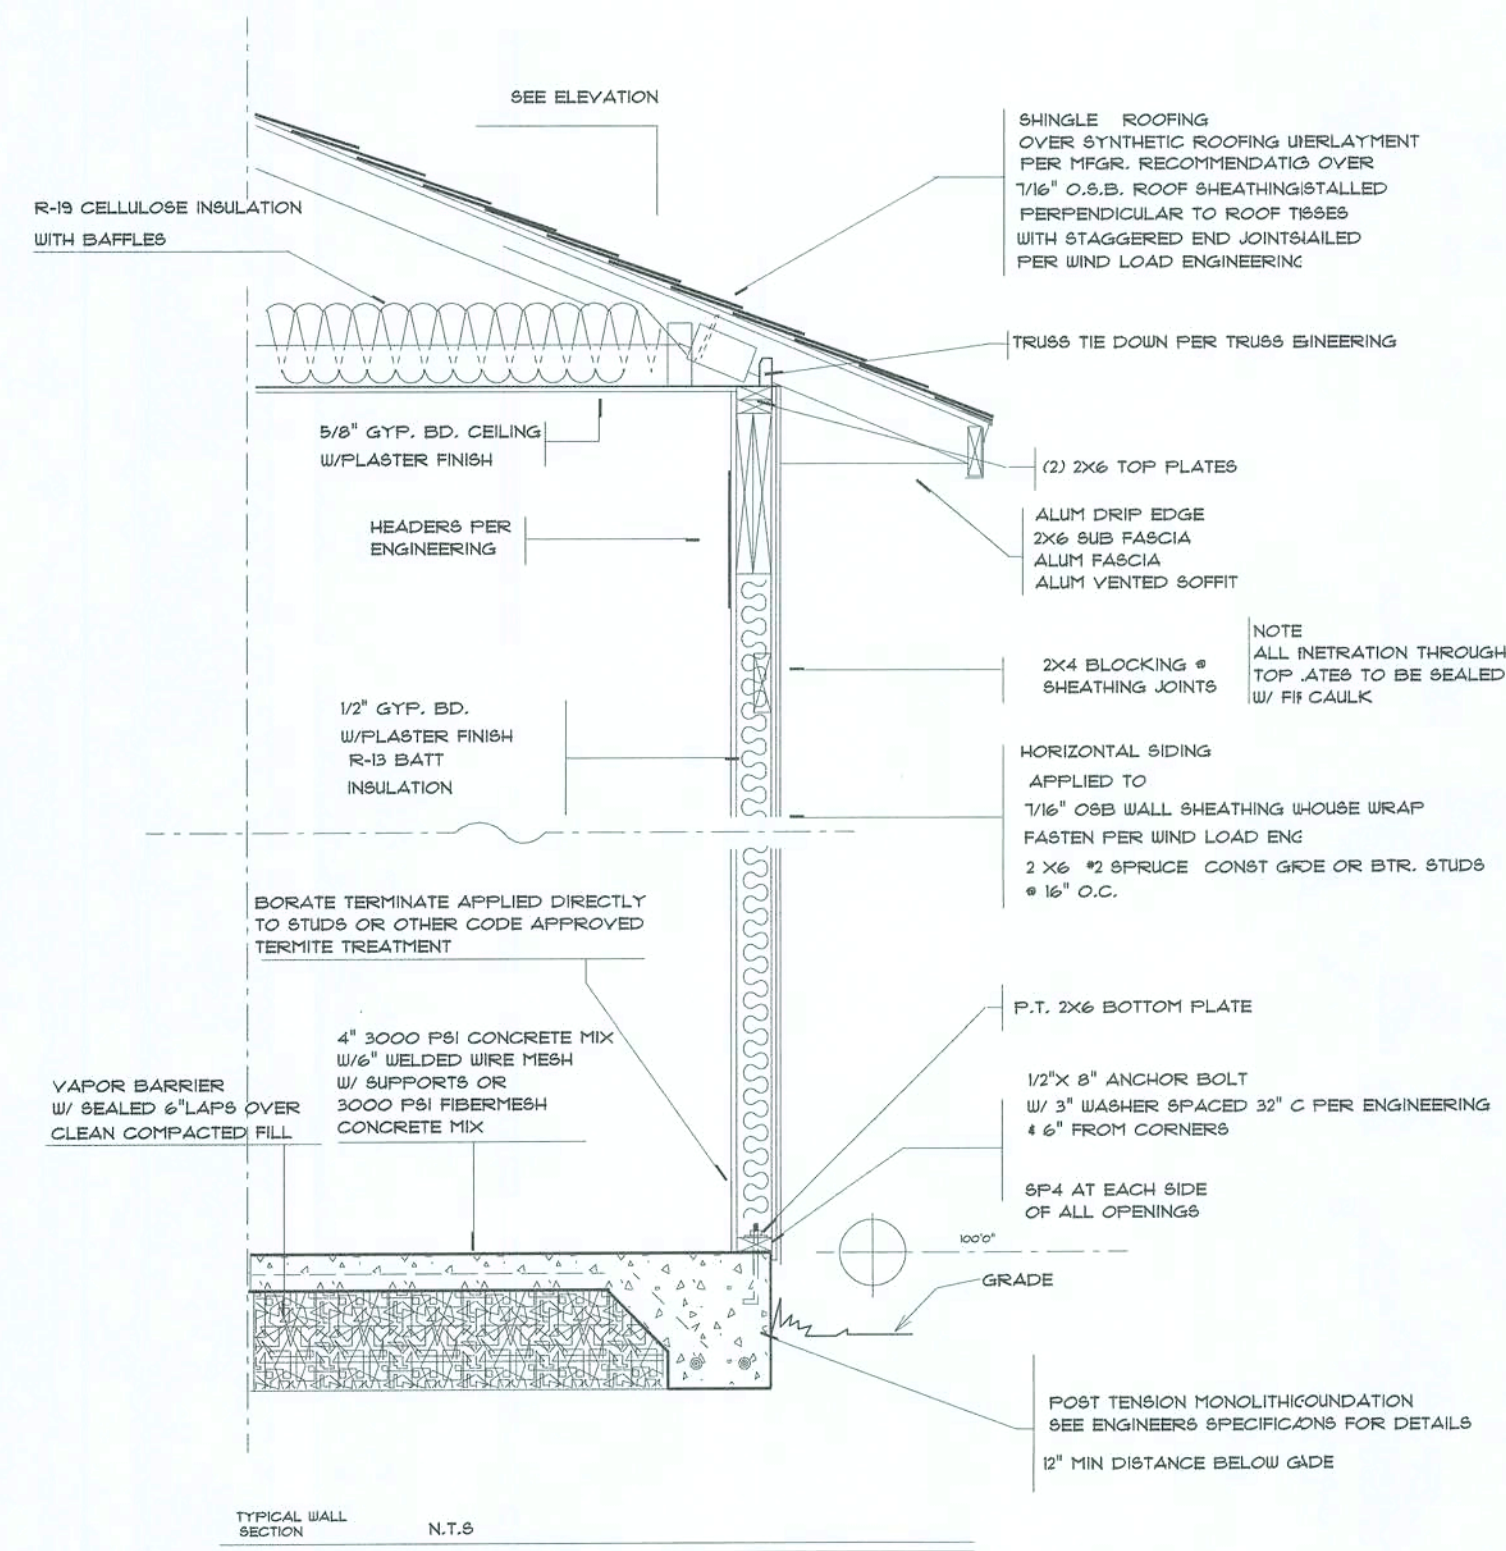 SEE ELEVATION
SHINGLE ROOFING
OVER SYNTHETIC ROOFING UERLAYMENT
PER MFGR. RECOMMENDATIG OVER
7/16" O.S.B. ROOF SHEATHINGISTALLED
PERPENDICULAR TO ROOF TISSES
WITH STAGGERED END JOINTSIAILED
PER WIND LOAD ENGINEERING
R-19 CELLULOSE INSULATION
WITH BAFFLES
TRUSS TIE DOWN PER TRUSS EINEERING
5/8" GYP. BD. CEILING
W/PLASTER FINISH
(2) 2X6 TOP PLATES
HEADERS PER
ENGINEERING
ALUM DRIP EDGE
2X6 SUB FASCIA
ALUM FASCIA
ALUM VENTED SOFFIT
2X4 BLOCKING @
SHEATHING JOINTS
NOTE
ALL INETRATION THROUGH
TOP .ATES TO BE SEALED
W/ CAULK
1/2" GYP. BD.
W/PLASTER FINISH
R-13 BATT
INSULATION
HORIZONTAL SIDING
APPLIED TO
7/16" OSB WALL SHEATHING WHOUSE WRAP
FASTEN PER WIND LOAD ENG
2 X6 #2 SPRUCE CONST GRDE OR BTR. STUDS
@ 16" O.C.
BORATE TERMINATE APPLIED DIRECTLY
TO STUDS OR OTHER CODE APPROVED
TERMITE TREATMENT
P.T. 2X6 BOTTOM PLATE
4" 3000 PSI CONCRETE MIX
W/6" WELDED WIRE MESH
W/ SUPPORTS OR
3000 PSI FIBERMESH
CONCRETE MIX
VAPOR BARRIER
W/ SEALED 6"LAPS OVER
CLEAN COMPACTED FILL
1/2"X 8" ANCHOR BOLT
W/ 3" WASHER SPACED 32" C PER ENGINEERING
& 6" FROM CORNERS
SP4 AT EACH SIDE
OF ALL OPENINGS
100'0"
GRADE
POST TENSION MONOLITHICOUNDATION
SEE ENGINEERS SPECIFICAONS FOR DETAILS
12" MIN DISTANCE BELOW GADE
TYPICAL WALL
SECTION
N.T.S